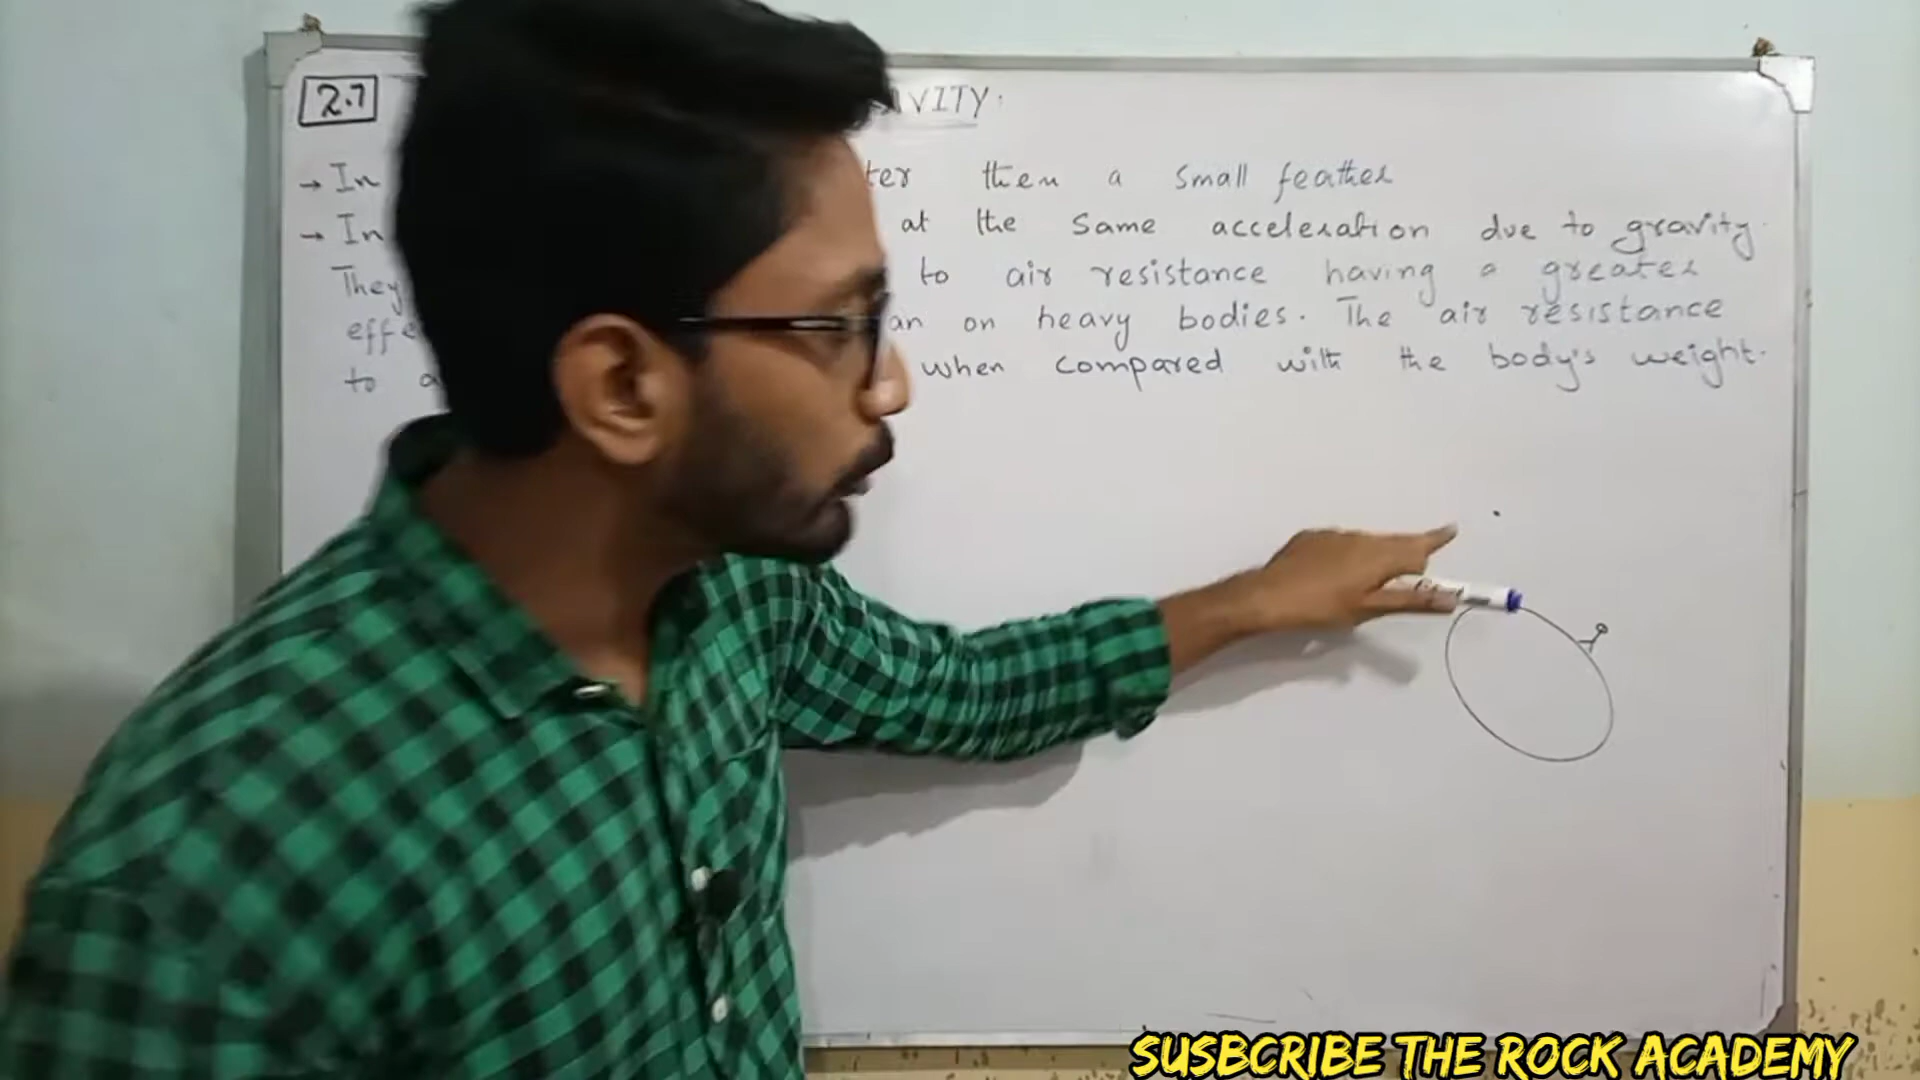 2.7 AVITY.
→ In ter then a small feather
→ In at the same acceleration due to gravity.
They to air resistance having a greater
effe an on heavy bodies. The air resistance
to a when compared with the body's weight.
SUSBCRIBE THE ROCK ACADEMY